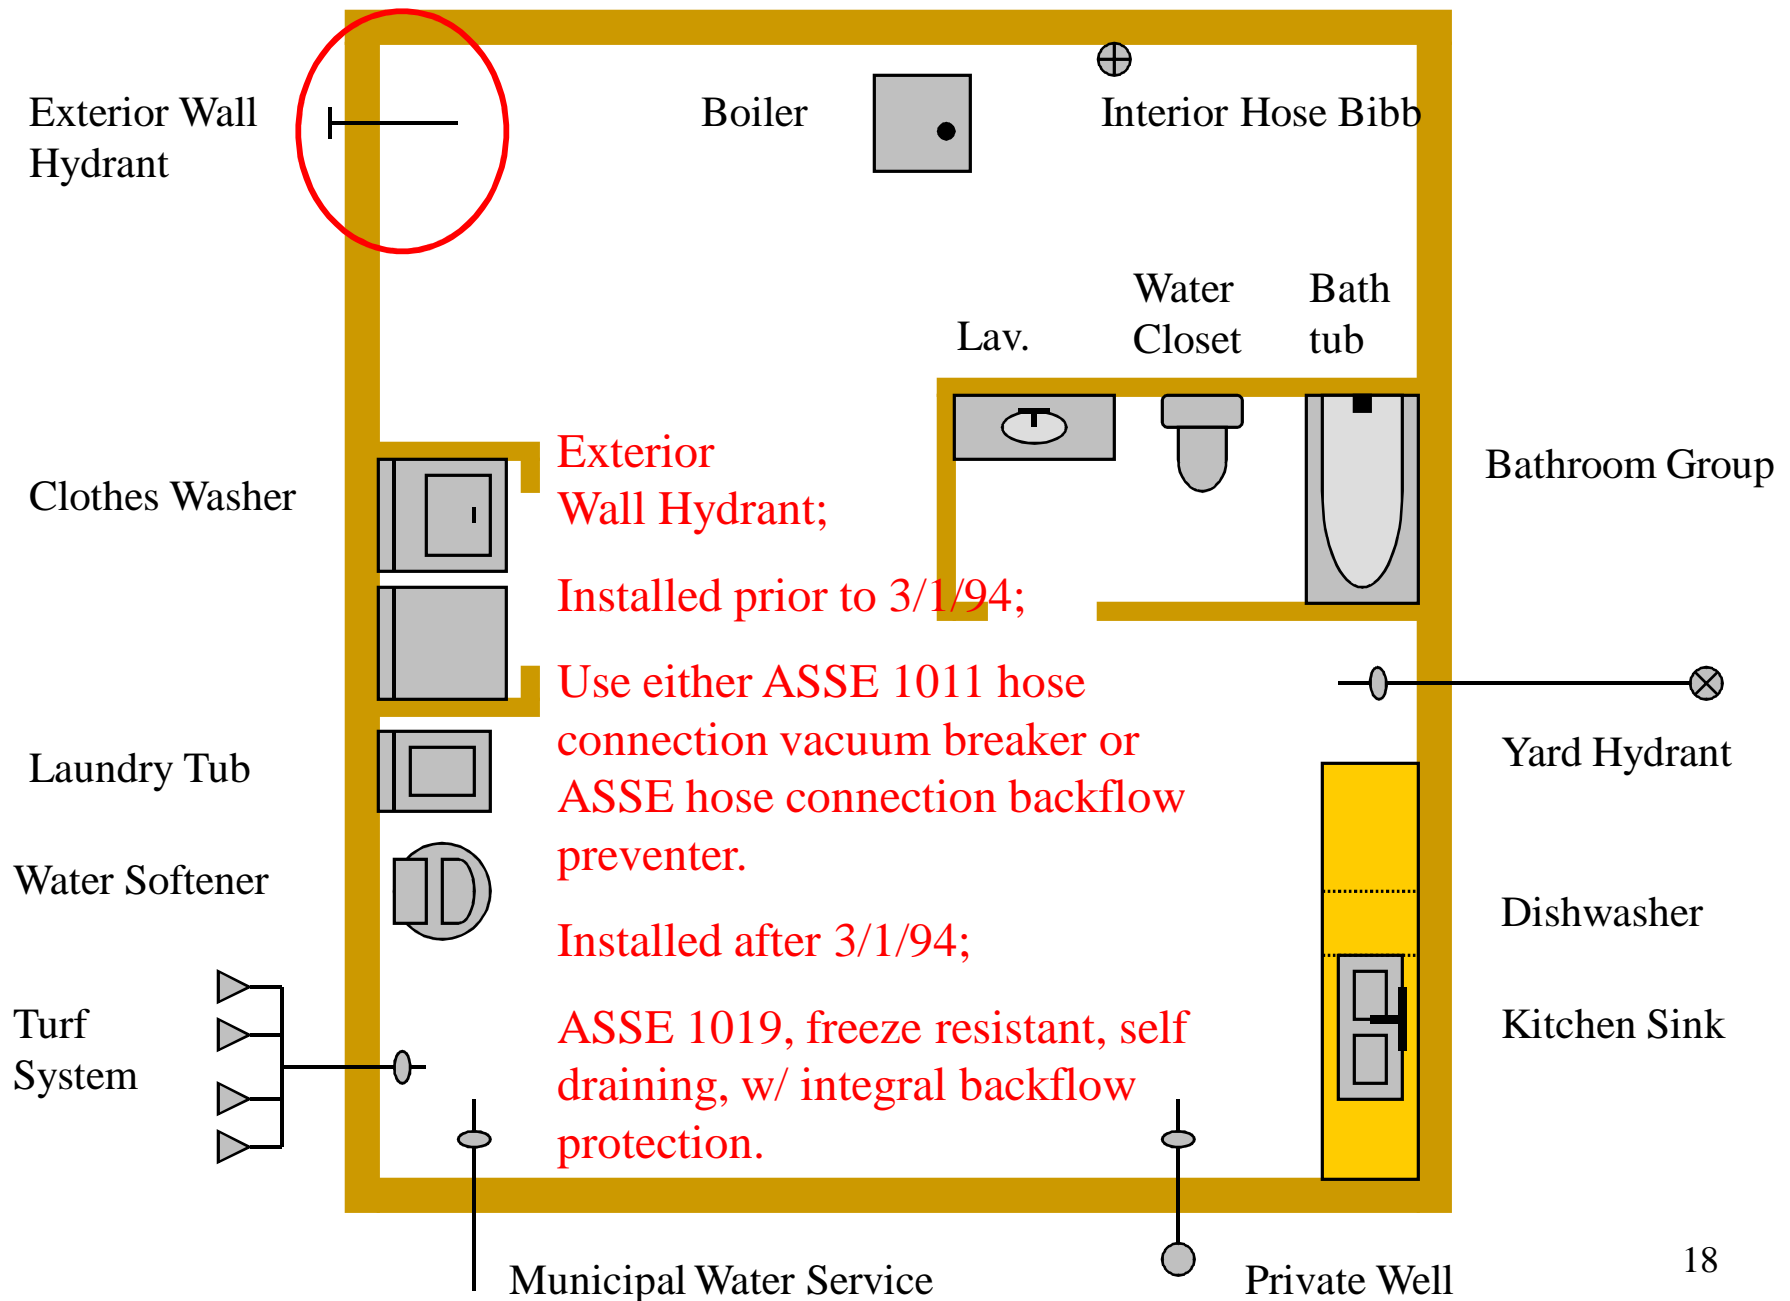 Exterior Wall
Hydrant
Boiler
Interior Hose Bibb
Water
Closet
Bath
tub
Lav.
Bathroom Group
Clothes Washer
Exterior
Wall Hydrant;
Installed prior to 3/1/94;
Use either ASSE 1011 hose
connection vacuum breaker or
ASSE hose connection backflow
preventer.
Installed after 3/1/94;
ASSE 1019, freeze resistant, self
draining, w/ integral backflow
protection.
Laundry Tub
Yard Hydrant
Water Softener
Dishwasher
Turf
System
Kitchen Sink
Municipal Water Service
Private Well
18